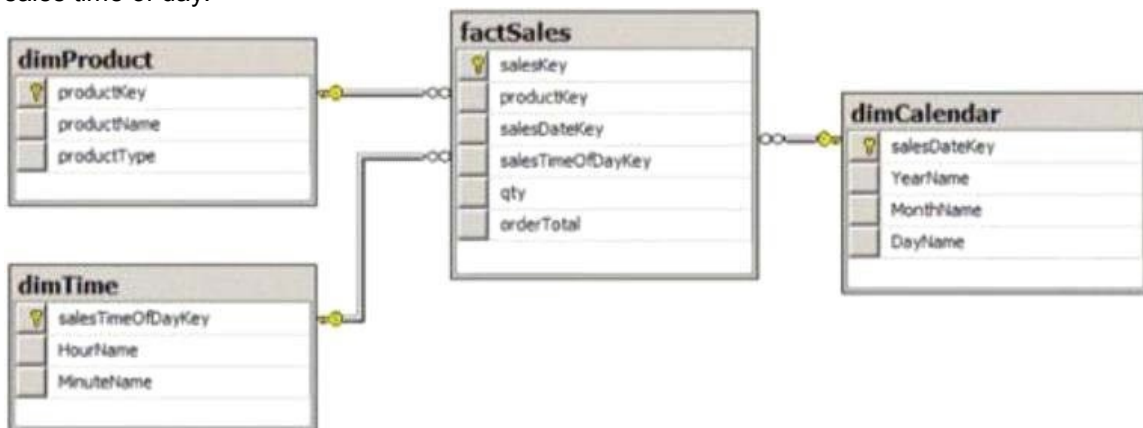 sales time of day.
dimProduct
productKey
productName
productType
factSales
salesKey
productKey
salesDateKey
salesTimeOfDayKey
qty
orderTotal
dimCalendar
salesDateKey
YearName
MonthName
DayName
dimTime
salesTimeOfDayKey
HourName
MinuteName